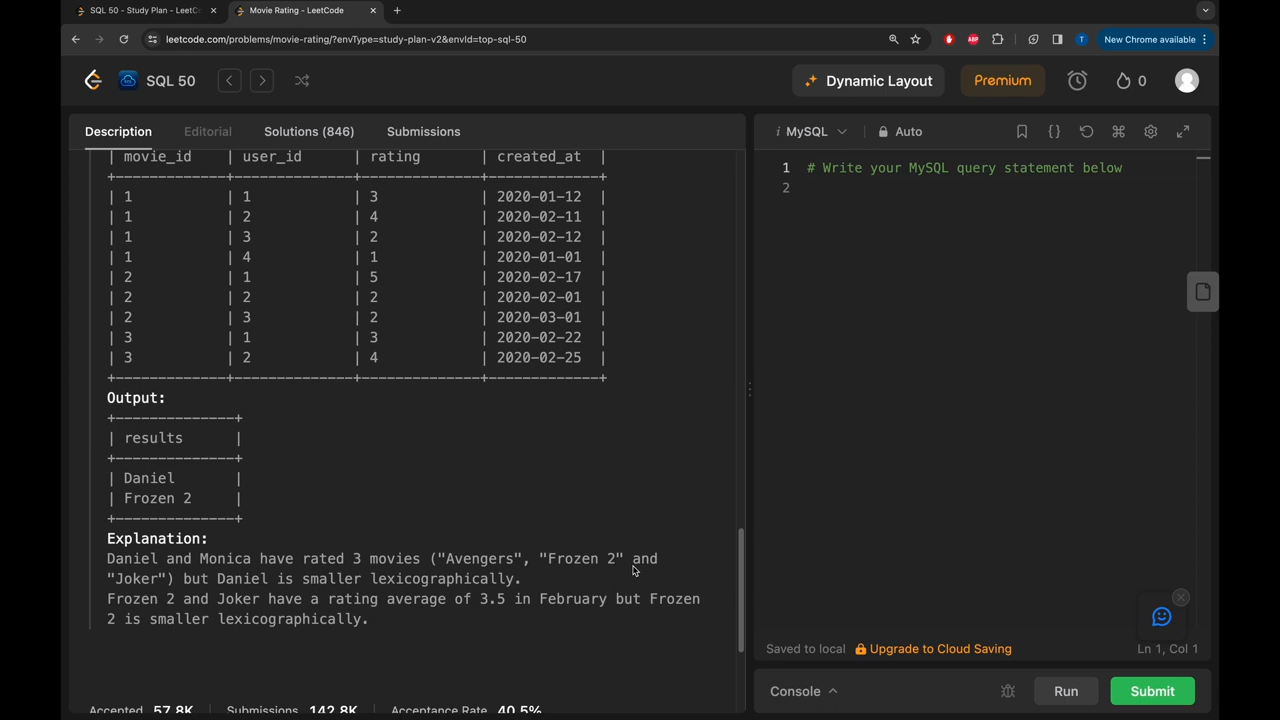 SQL 50 - Study Plan - LeetC
Movie Rating - LeetCode
leetcode.com/problems/movie-rating/?envType=study-plan-v2&envId=top-sql-50
ABP
T
New Chrome available
SQL 50
Dynamic Layout
Premium
0
Description
Editorial
Solutions (846)
Submissions
| movie_id | user_id | rating | created_at |
+-------------+--------------+--------------+-------------+
| 1 | 1 | 3 | 2020-01-12 |
| 1 | 2 | 4 | 2020-02-11 |
| 1 | 3 | 2 | 2020-02-12 |
| 1 | 4 | 1 | 2020-01-01 |
| 2 | 1 | 5 | 2020-02-17 |
| 2 | 2 | 2 | 2020-02-01 |
| 2 | 3 | 2 | 2020-03-01 |
| 3 | 1 | 3 | 2020-02-22 |
| 3 | 2 | 4 | 2020-02-25 |
+-------------+--------------+--------------+-------------+
Output:
+--------------+
| results |
+--------------+
| Daniel |
| Frozen 2 |
+--------------+
Explanation:
Daniel and Monica have rated 3 movies ("Avengers", "Frozen 2" and
"Joker") but Daniel is smaller lexicographically.
Frozen 2 and Joker have a rating average of 3.5 in February but Frozen
2 is smaller lexicographically.
Accepted 57.8K Submissions 142.8K Acceptance Rate 40.5%
i MySQL
Auto
{}
1 # Write your MySQL query statement below
2
Saved to local
Upgrade to Cloud Saving
Ln 1, Col 1
Console
Run
Submit